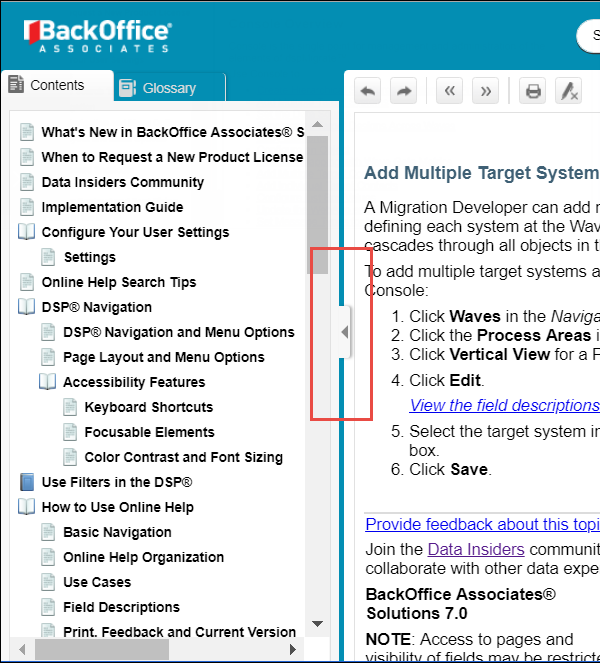 BackOffice®
ASSOCIATES
S
Contents
Glossary
What's New in BackOffice Associates® S
When to Request a New Product License
Data Insiders Community
Implementation Guide
Configure Your User Settings
Settings
Online Help Search Tips
DSP® Navigation
DSP® Navigation and Menu Options
Page Layout and Menu Options
Accessibility Features
Keyboard Shortcuts
Focusable Elements
Color Contrast and Font Sizing
Use Filters in the DSP®
How to Use Online Help
Basic Navigation
Online Help Organization
Use Cases
Field Descriptions
Print, Feedback and Current Version
Add Multiple Target System
A Migration Developer can add
defining each system at the Wav
cascades through all objects in t
To add multiple target systems a
Console:
1. Click Waves in the Naviga
2. Click the Process Areas i
3. Click Vertical View for a P
4. Click Edit.
View the field descriptions
5. Select the target system in
box.
6. Click Save.
Provide feedback about this topi
Join the Data Insiders communit
collaborate with other data expe
BackOffice Associates®
Solutions 7.0
NOTE: Access to pages and
visibility of fields may be restricte